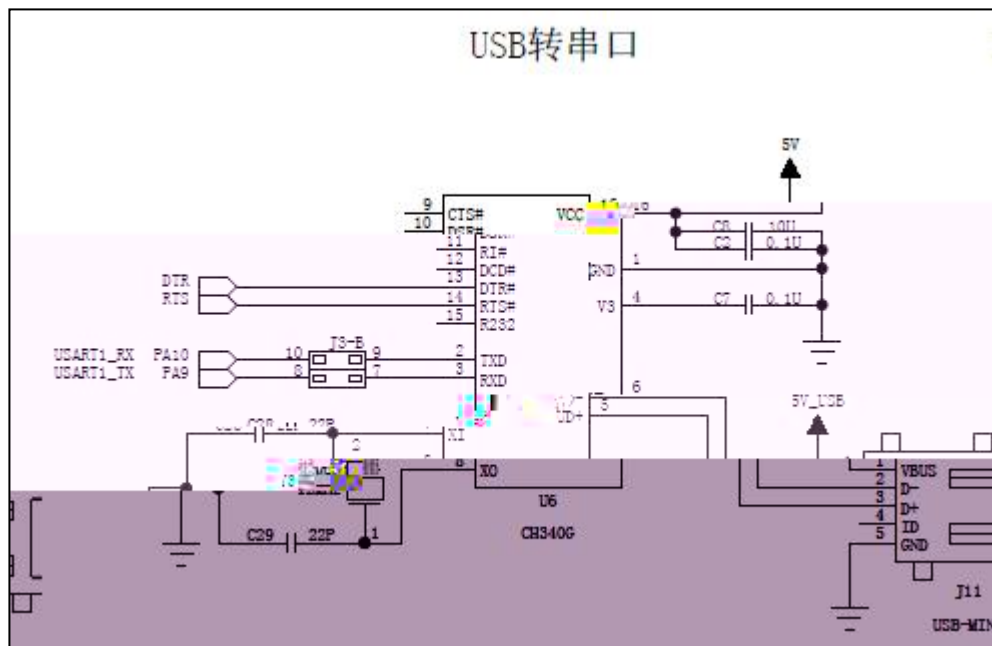 USB转串口
5V
9 CTS# VCC
10
11 RI# C8 10U
12 DCD# C2 0.1U
13 DTR# GND 1
DTR
14 RTS# V3 4 C7 0.1U
RTS
15 R232
J3-B
USART1_RX PA10 10 9 2 TXD
USART1_TX PA9 8 7 3 RXD
6
5 UD+
5V_USB
XI
2
8 XO
1 VBUS
2 D-
3 D+
4 ID
5 GND
U6
CH340G
C29 22P 1
J11
USB-MIN